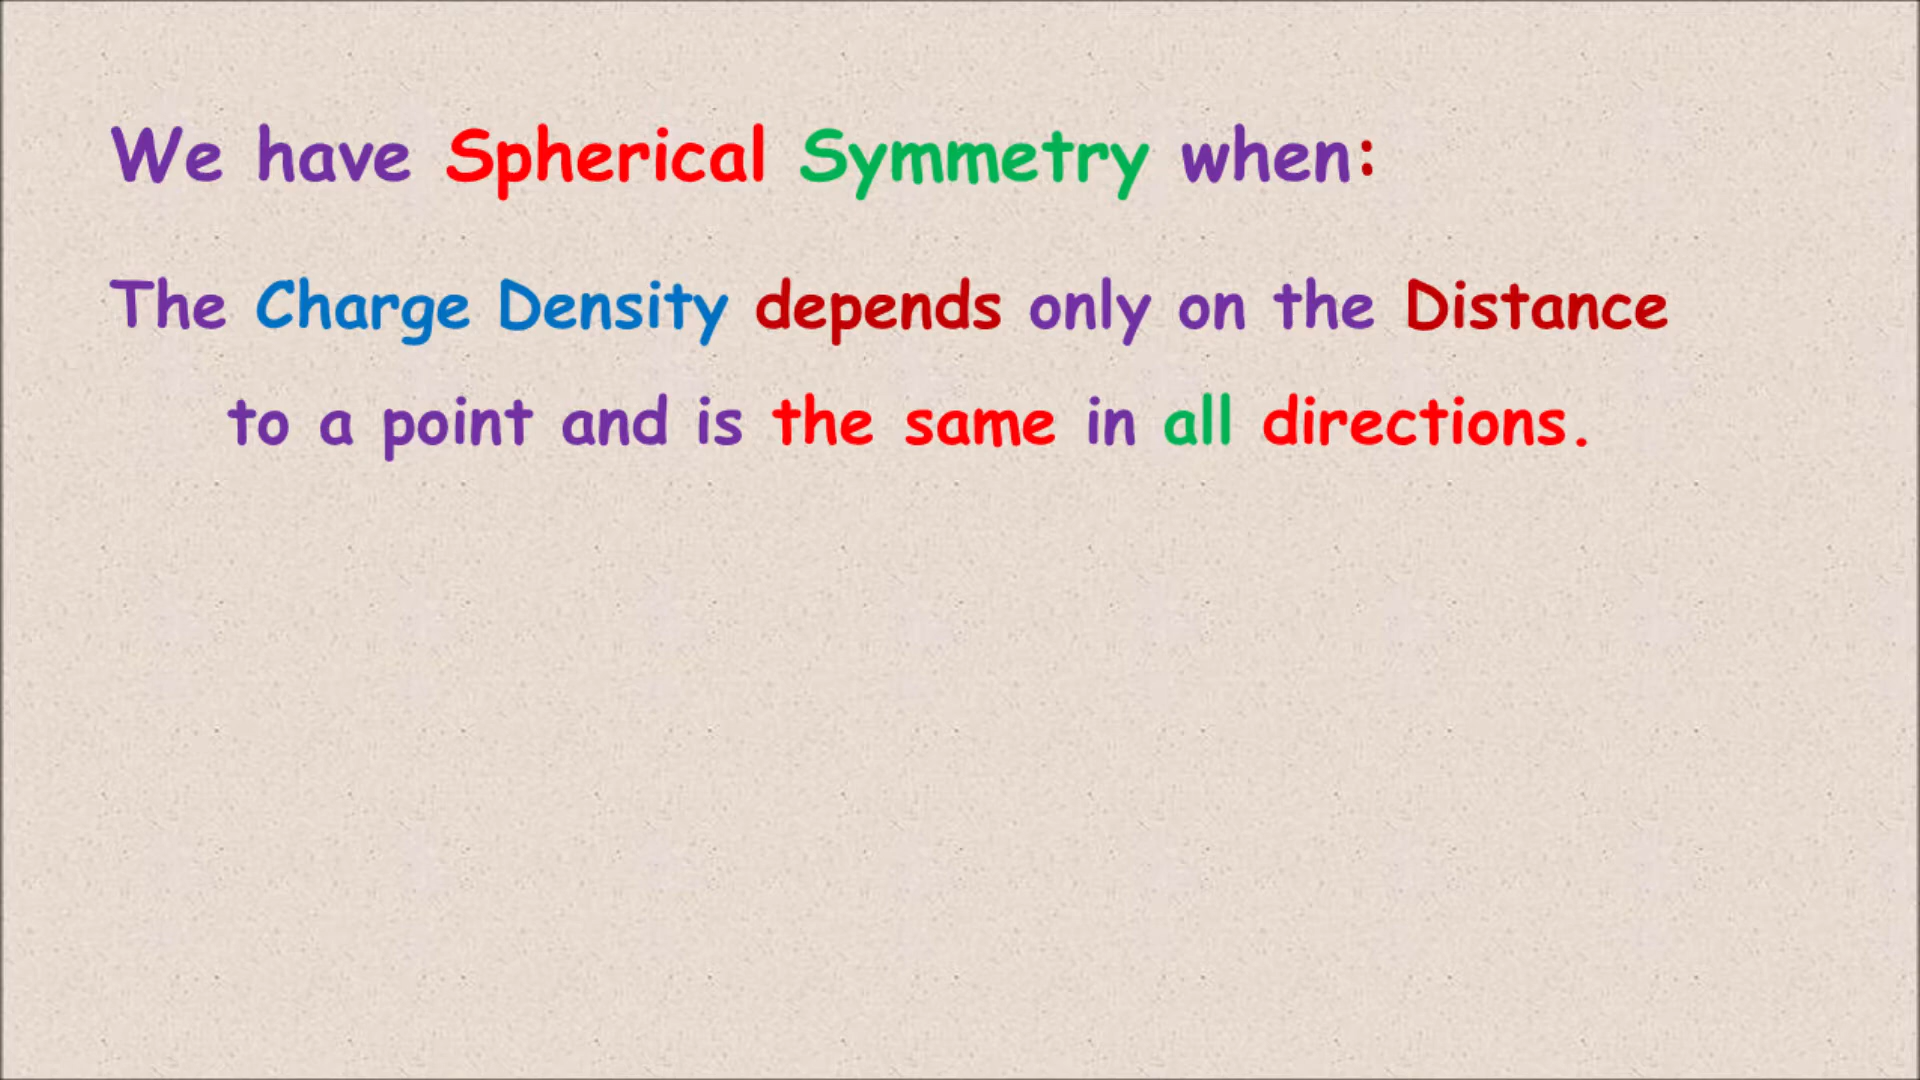 We have Spherical Symmetry when:
The Charge Density depends only on the Distance
to a point and is the same in all directions.